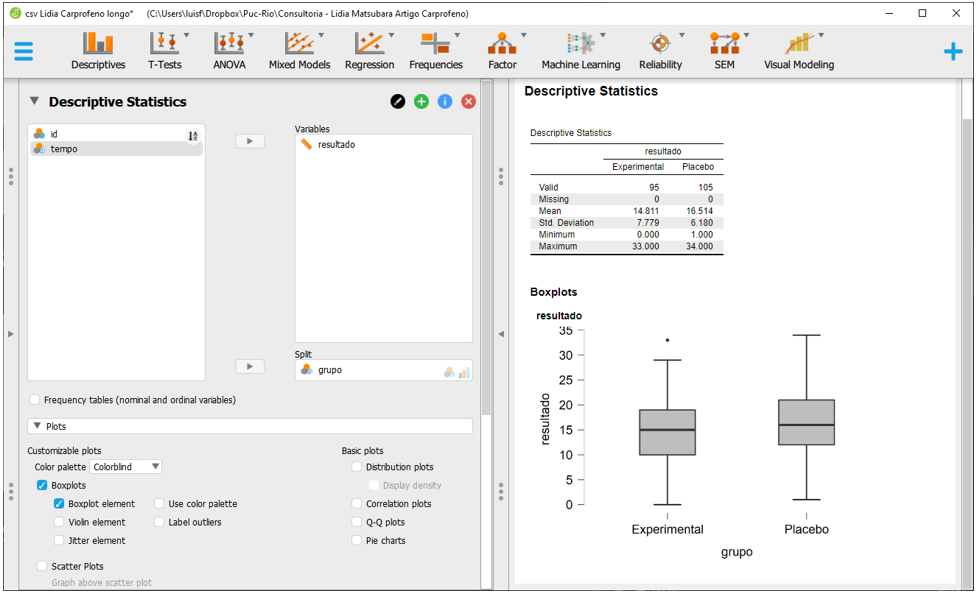 csv Lidia Carprofeno longo* (C:\Users\luisf\Dropbox\Puc-Rio\Consultoria - Lidia Matsubara Artigo Carprofeno)
Descriptives T-Tests ANOVA Mixed Models Regression Frequencies Factor Machine Learning Reliability SEM Visual Modeling
Descriptive Statistics
id
tempo
Variables
resultado
Split
grupo
Frequency tables (nominal and ordinal variables)
Plots
Customizable plots
Color palette Colorblind
Boxplots
Boxplot element Use color palette
Violin element Label outliers
Jitter element
Scatter Plots
Graph above scatter plot
Basic plots
Distribution plots
Display density
Correlation plots
Q-Q plots
Pie charts
Descriptive Statistics
Descriptive Statistics
resultado
Experimental Placebo
Valid 95 105
Missing 0 0
Mean 14.811 16.514
Std. Deviation 7.779 6.180
Minimum 0.000 1.000
Maximum 33.000 34.000
Boxplots
resultado
35
30
25
20
15
10
5
0
resultado
Experimental Placebo
grupo